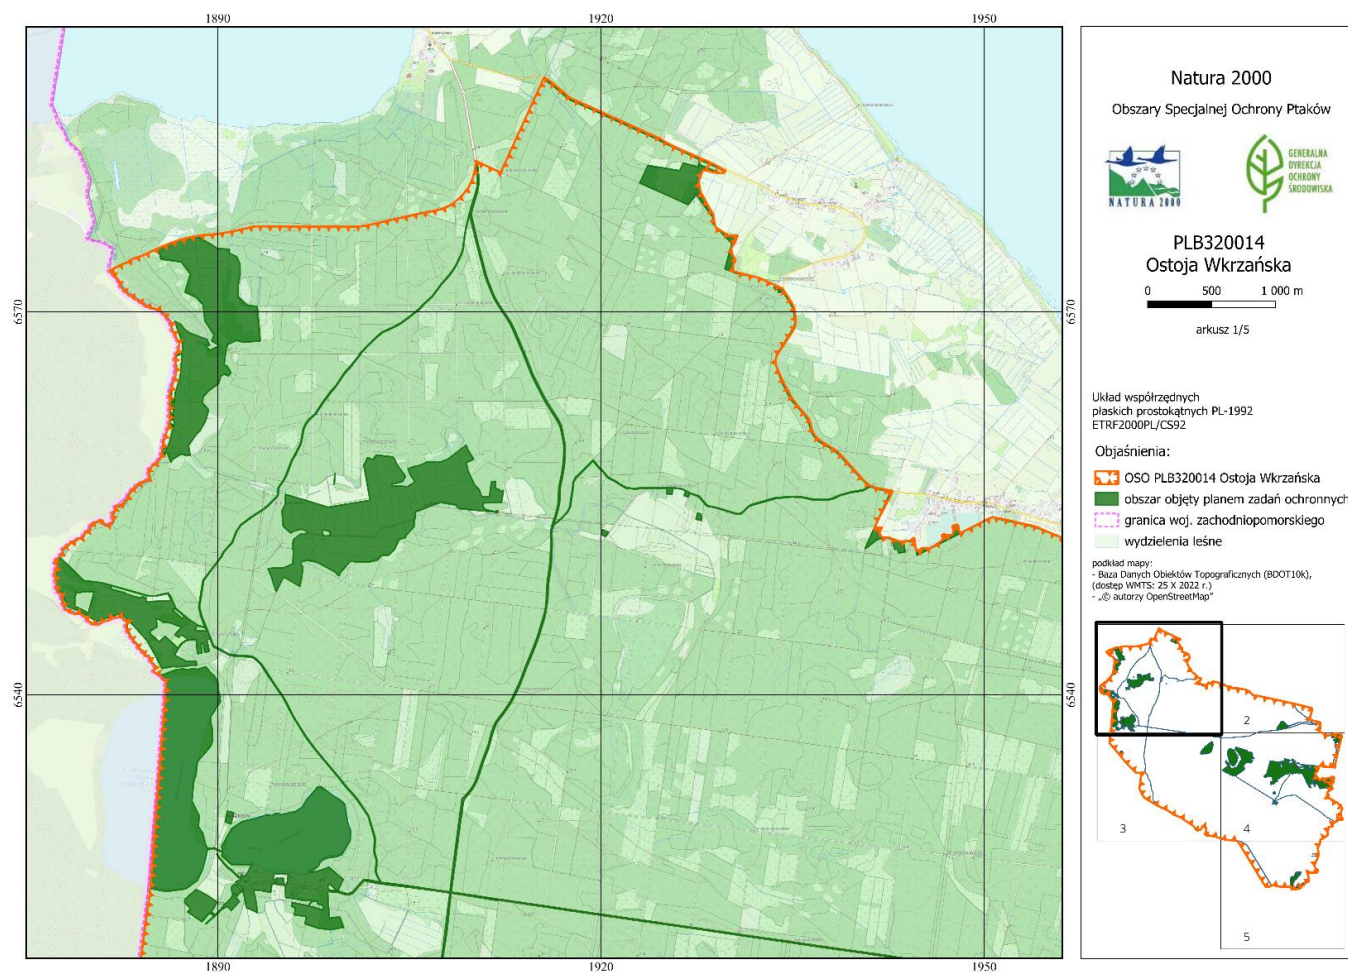 1890
1920
1950
6570
6570
6540
6540
1890
1920
1950
Natura 2000
Obszary Specjalnej Ochrony Ptaków
NATURA 2000
GENERALNA
DYREKCJA
OCHRONY
ŚRODOWISKA
PLB320014
Ostoja Wkrzańska
0 500 1 000 m
arkusz 1/5
Układ współrzędnych
płaskich prostokątnych PL-1992
ETRF2000PL/CS92
Objaśnienia:
OSO PLB320014 Ostoja Wkrzańska
obszar objęty planem zadań ochronnych
granica woj. zachodniopomorskiego
wydzielenia leśne
podkład mapy:
- Baza Danych Obiektów Topograficznych (BDOT10k),
(dostęp WMTS: 25 X 2022 r.)
- „© autorzy OpenStreetMap”
2
3
4
5